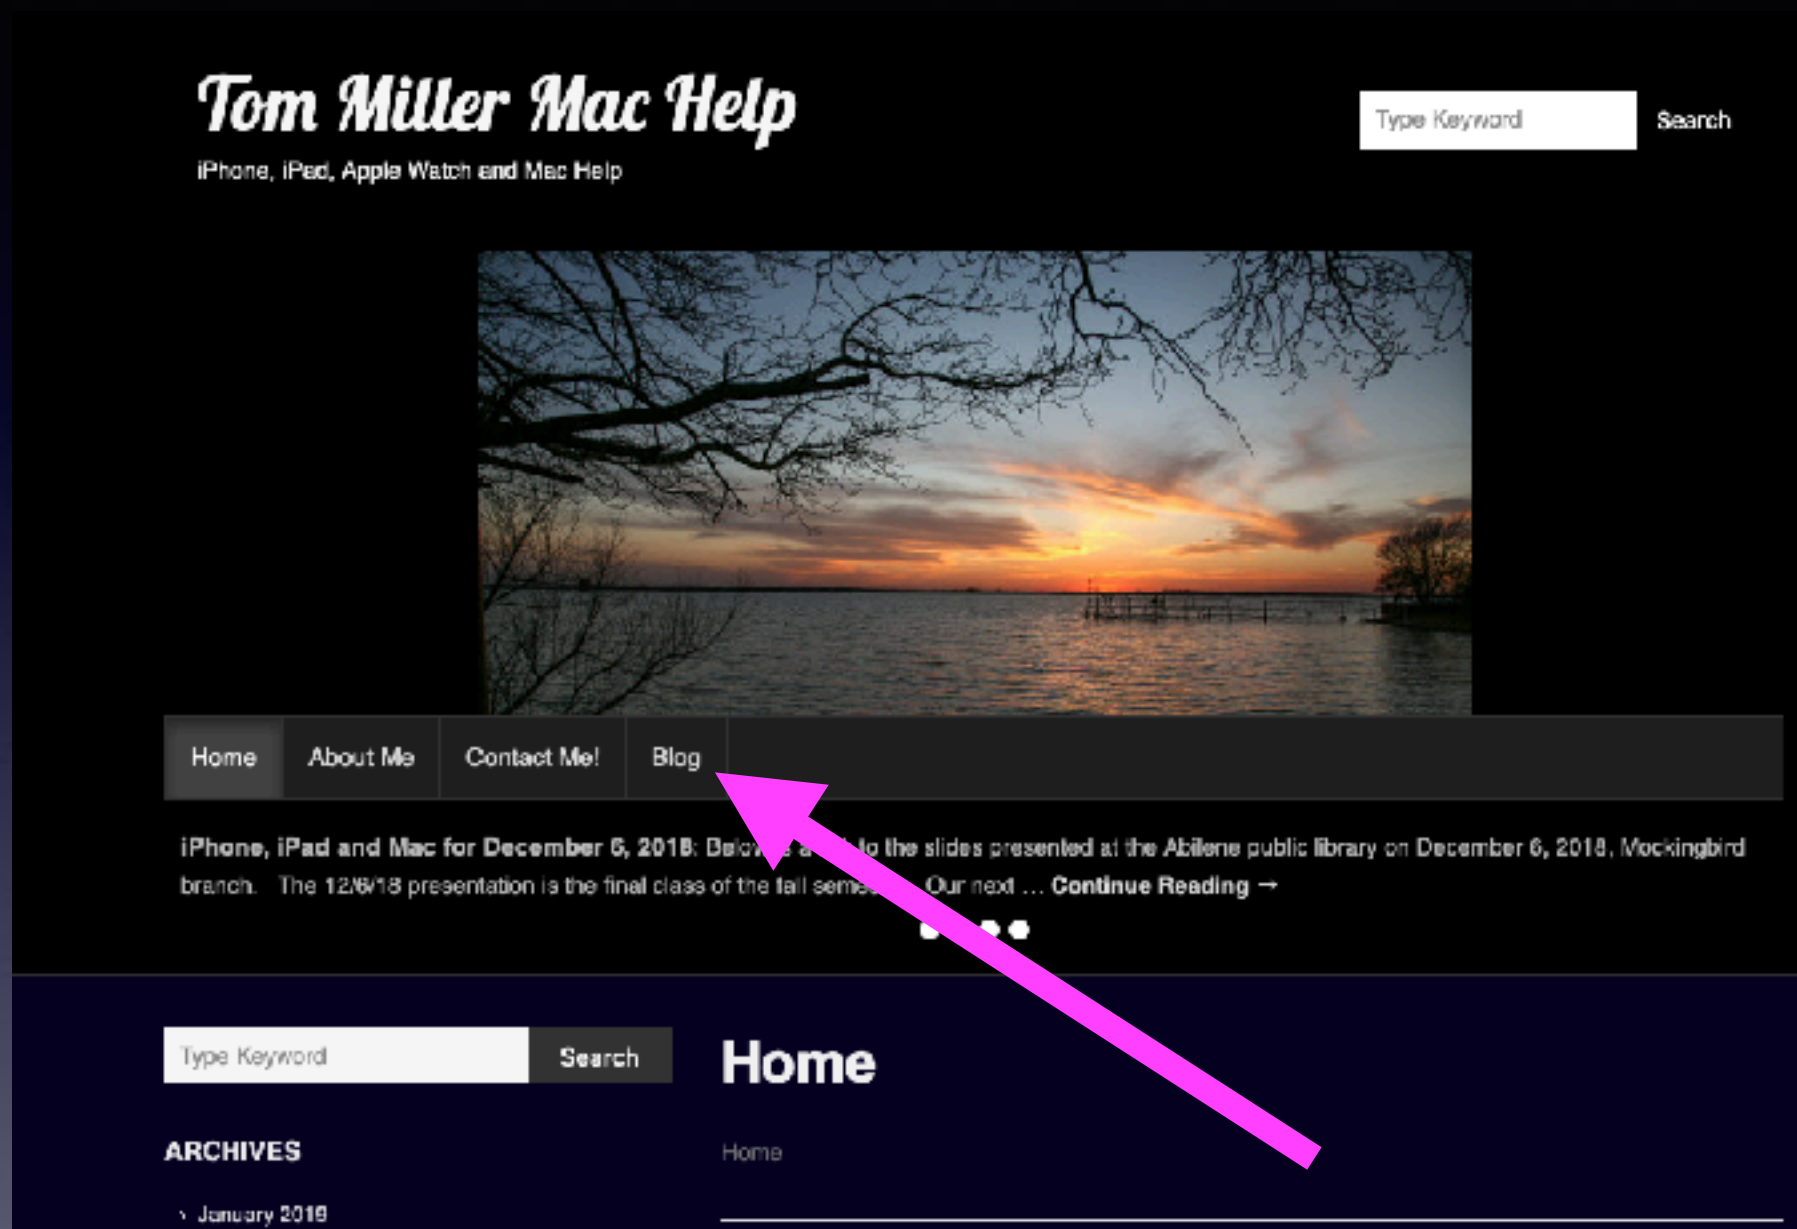 Tom Miller Mac Help
iPhone, iPad, Apple Watch and Mac Help
Type Keyword Search
Home About Me Contact Me! Blog
iPhone, iPad and Mac for December 6, 2018: to the slides presented at the Abilene public library on December 6, 2018, Mockingbird
branch. The 12/6/18 presentation is the final class of the fall Our next ... Continue Reading →
Type Keyword Search
Home
ARCHIVES
Home
› January 2019